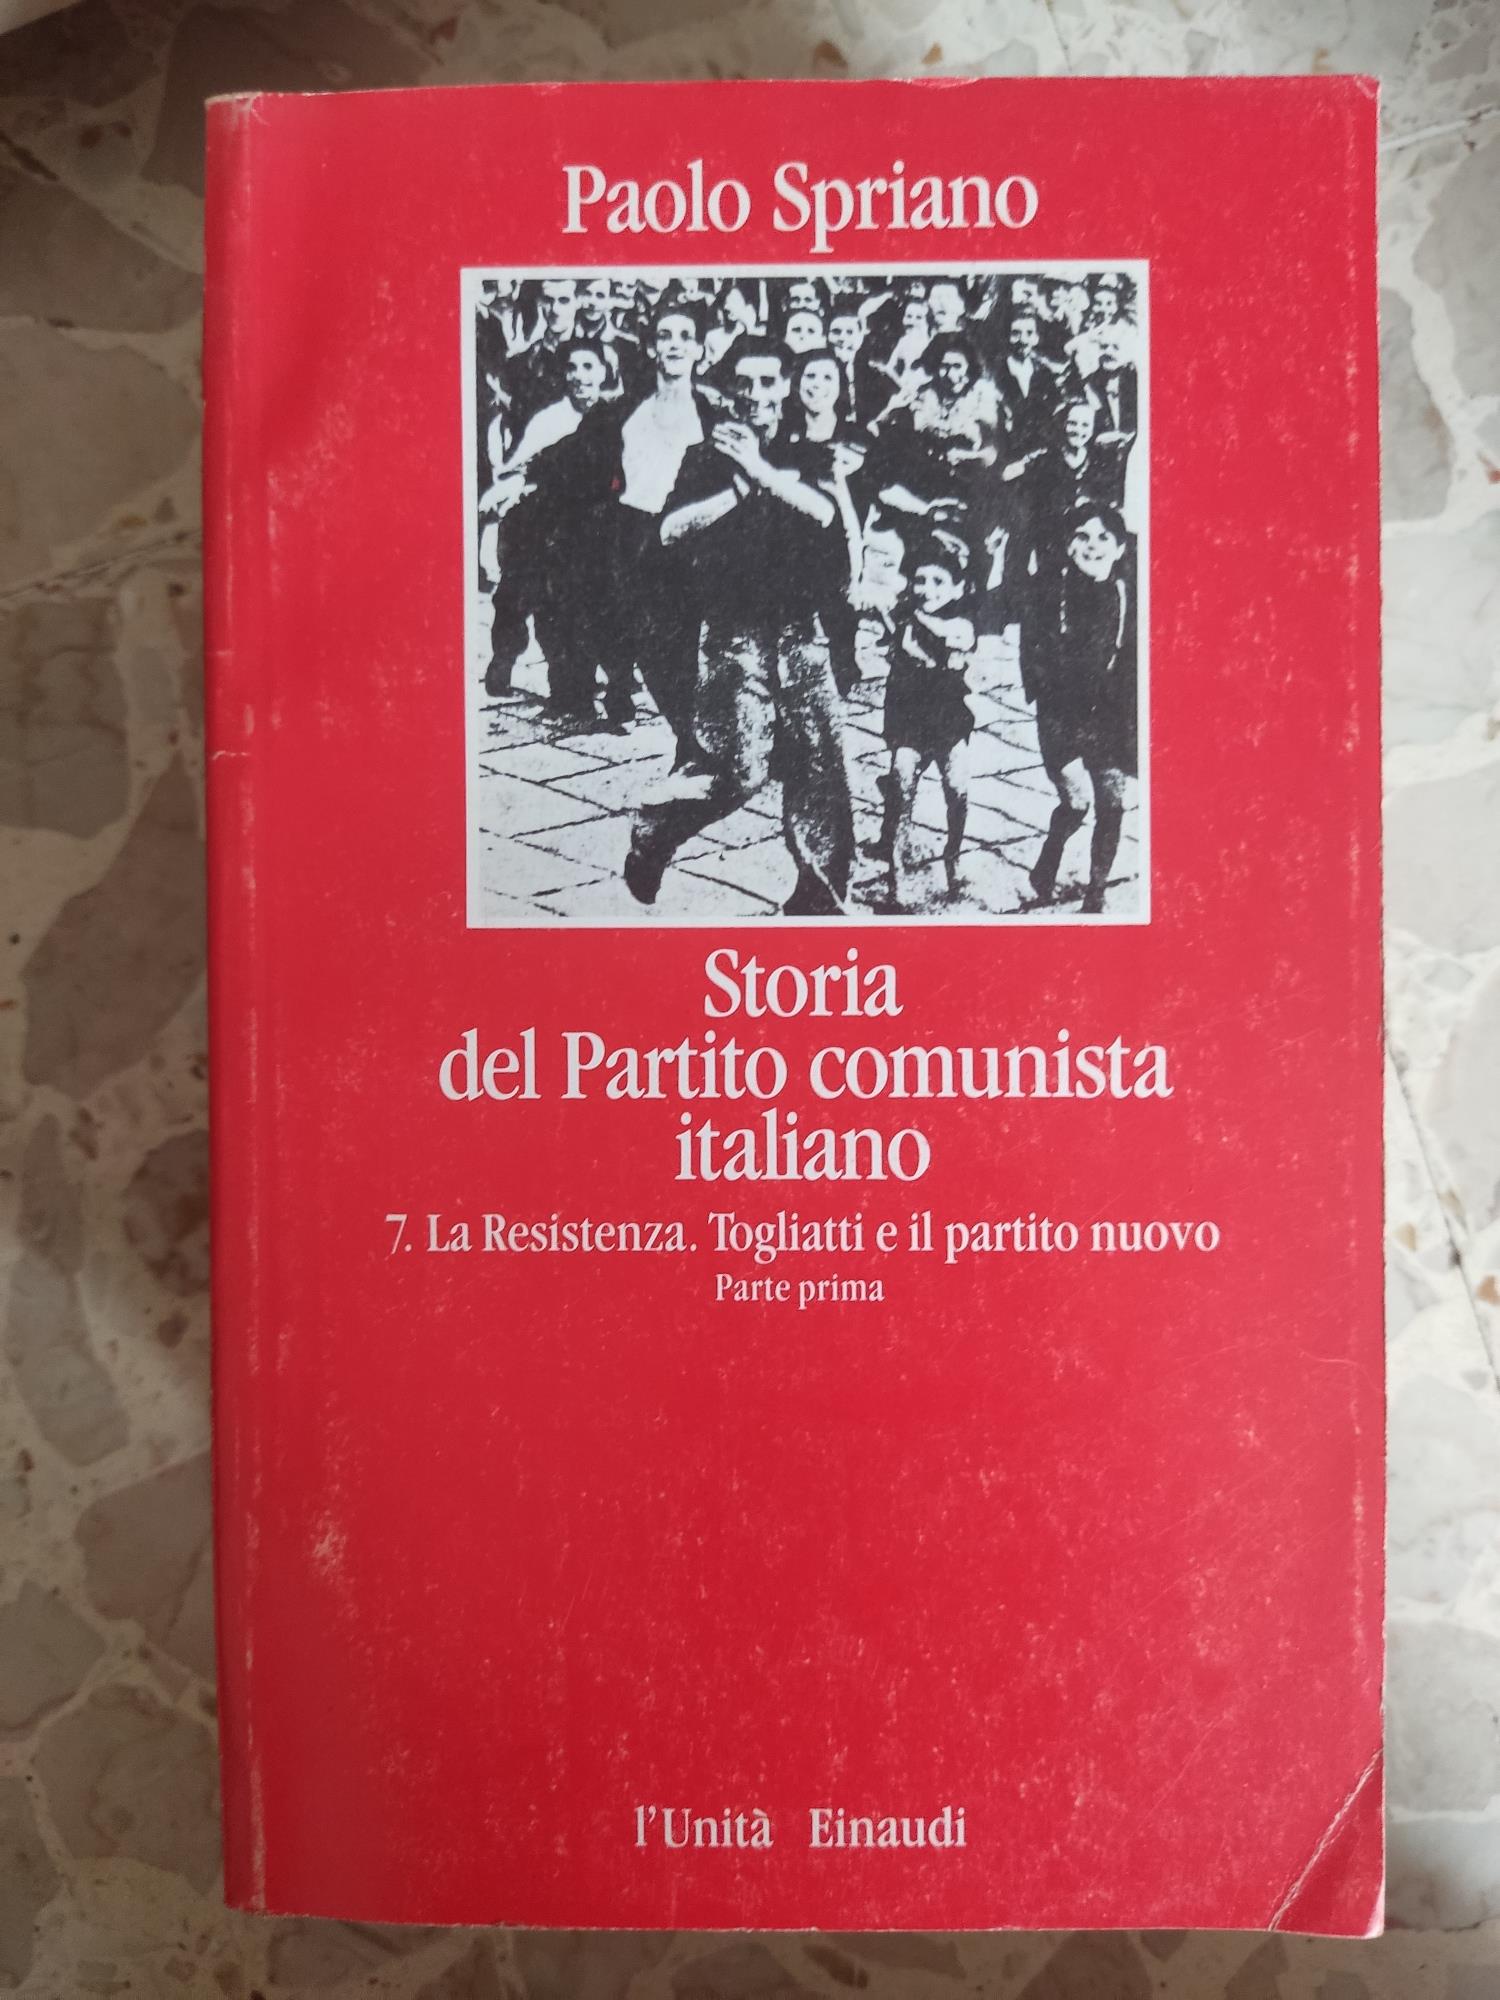 Paolo Spriano
Storia
del Partito comunista
italiano
7. La Resistenza. Togliatti e il partito nuovo
Parte prima
l'Unità Einaudi